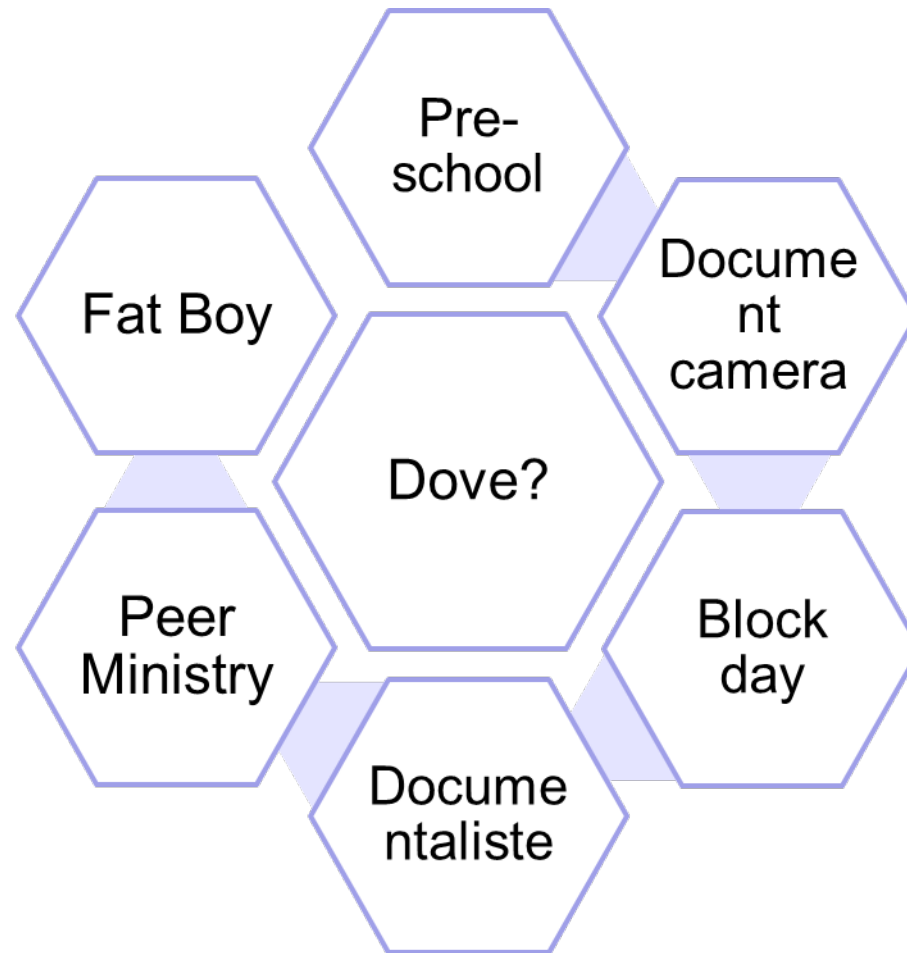 Pre-
school
Docume
nt
camera
Block
day
Docume
ntaliste
Peer
Ministry
Fat Boy
Dove?